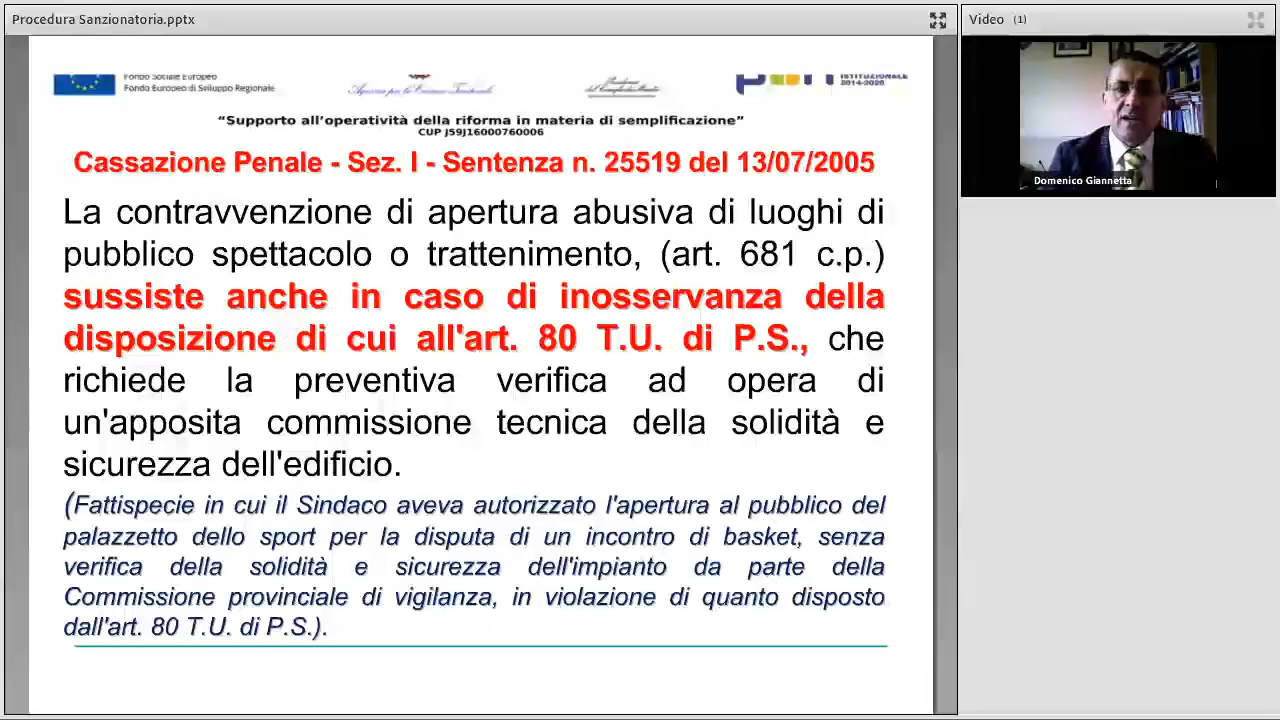 Procedura Sanzionatoria.pptx
Video (1)
Fondo Sociale Europeo
Fondo Europeo di Sviluppo Regionale
ISTITUZIONALE
2014-2020
“Supporto all’operatività della riforma in materia di semplificazione”
CUP J59J16000760006
Cassazione Penale - Sez. I - Sentenza n. 25519 del 13/07/2005
La contravvenzione di apertura abusiva di luoghi di
pubblico spettacolo o trattenimento, (art. 681 c.p.)
sussiste anche in caso di inosservanza della
disposizione di cui all'art. 80 T.U. di P.S., che
richiede la preventiva verifica ad opera di
un'apposita commissione tecnica della solidità e
sicurezza dell'edificio.
(Fattispecie in cui il Sindaco aveva autorizzato l'apertura al pubblico del
palazzetto dello sport per la disputa di un incontro di basket, senza
verifica della solidità e sicurezza dell'impianto da parte della
Commissione provinciale di vigilanza, in violazione di quanto disposto
dall'art. 80 T.U. di P.S.).
Domenico Giannetta